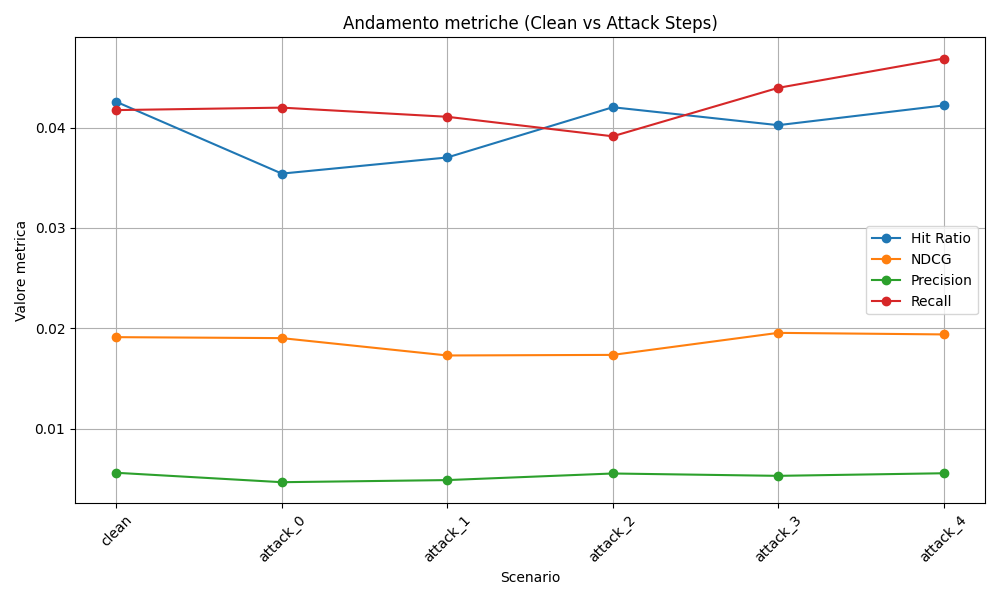 Andamento metriche (Clean vs Attack Steps)
Valore metrica
0.04
0.03
0.02
0.01
Hit Ratio
NDCG
Precision
Recall
clean
attack_0
attack_1
attack_2
attack_3
attack_4
Scenario